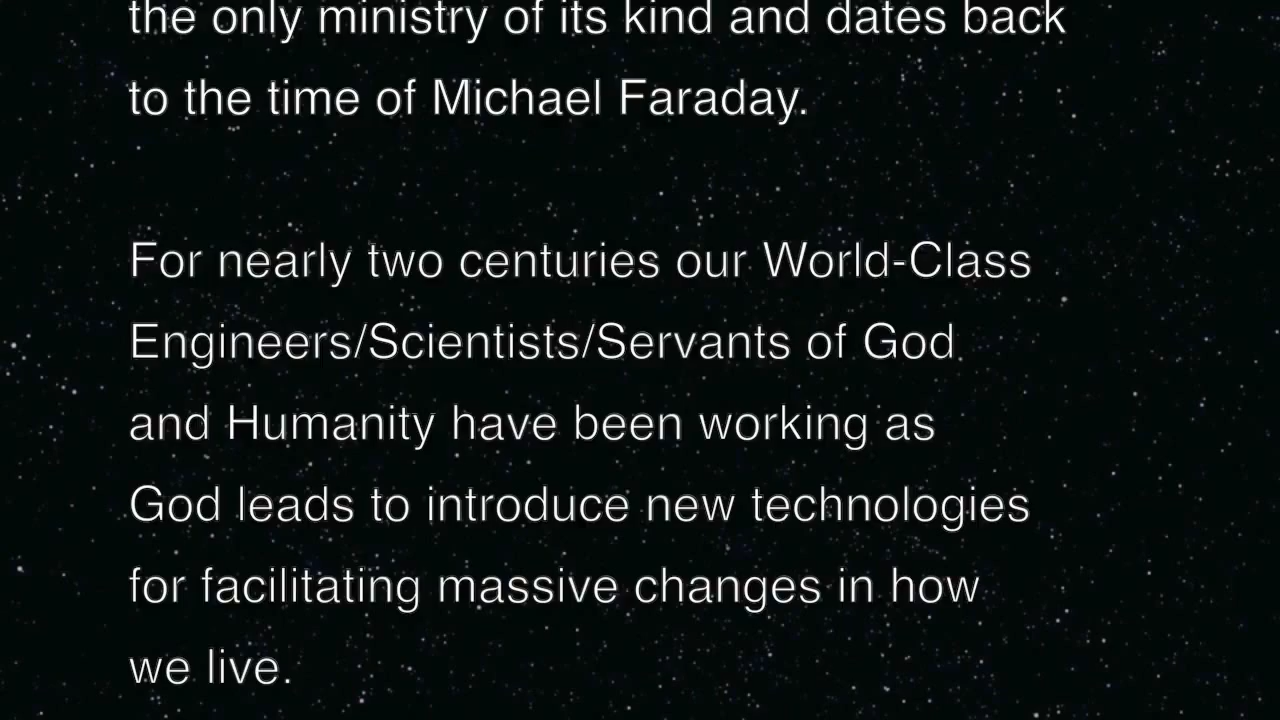 the only ministry of its kind and dates back
to the time of Michael Faraday.
For nearly two centuries our World-Class
Engineers/Scientists/Servants of God
and Humanity have been working as
God leads to introduce new technologies
for facilitating massive changes in how
we live.